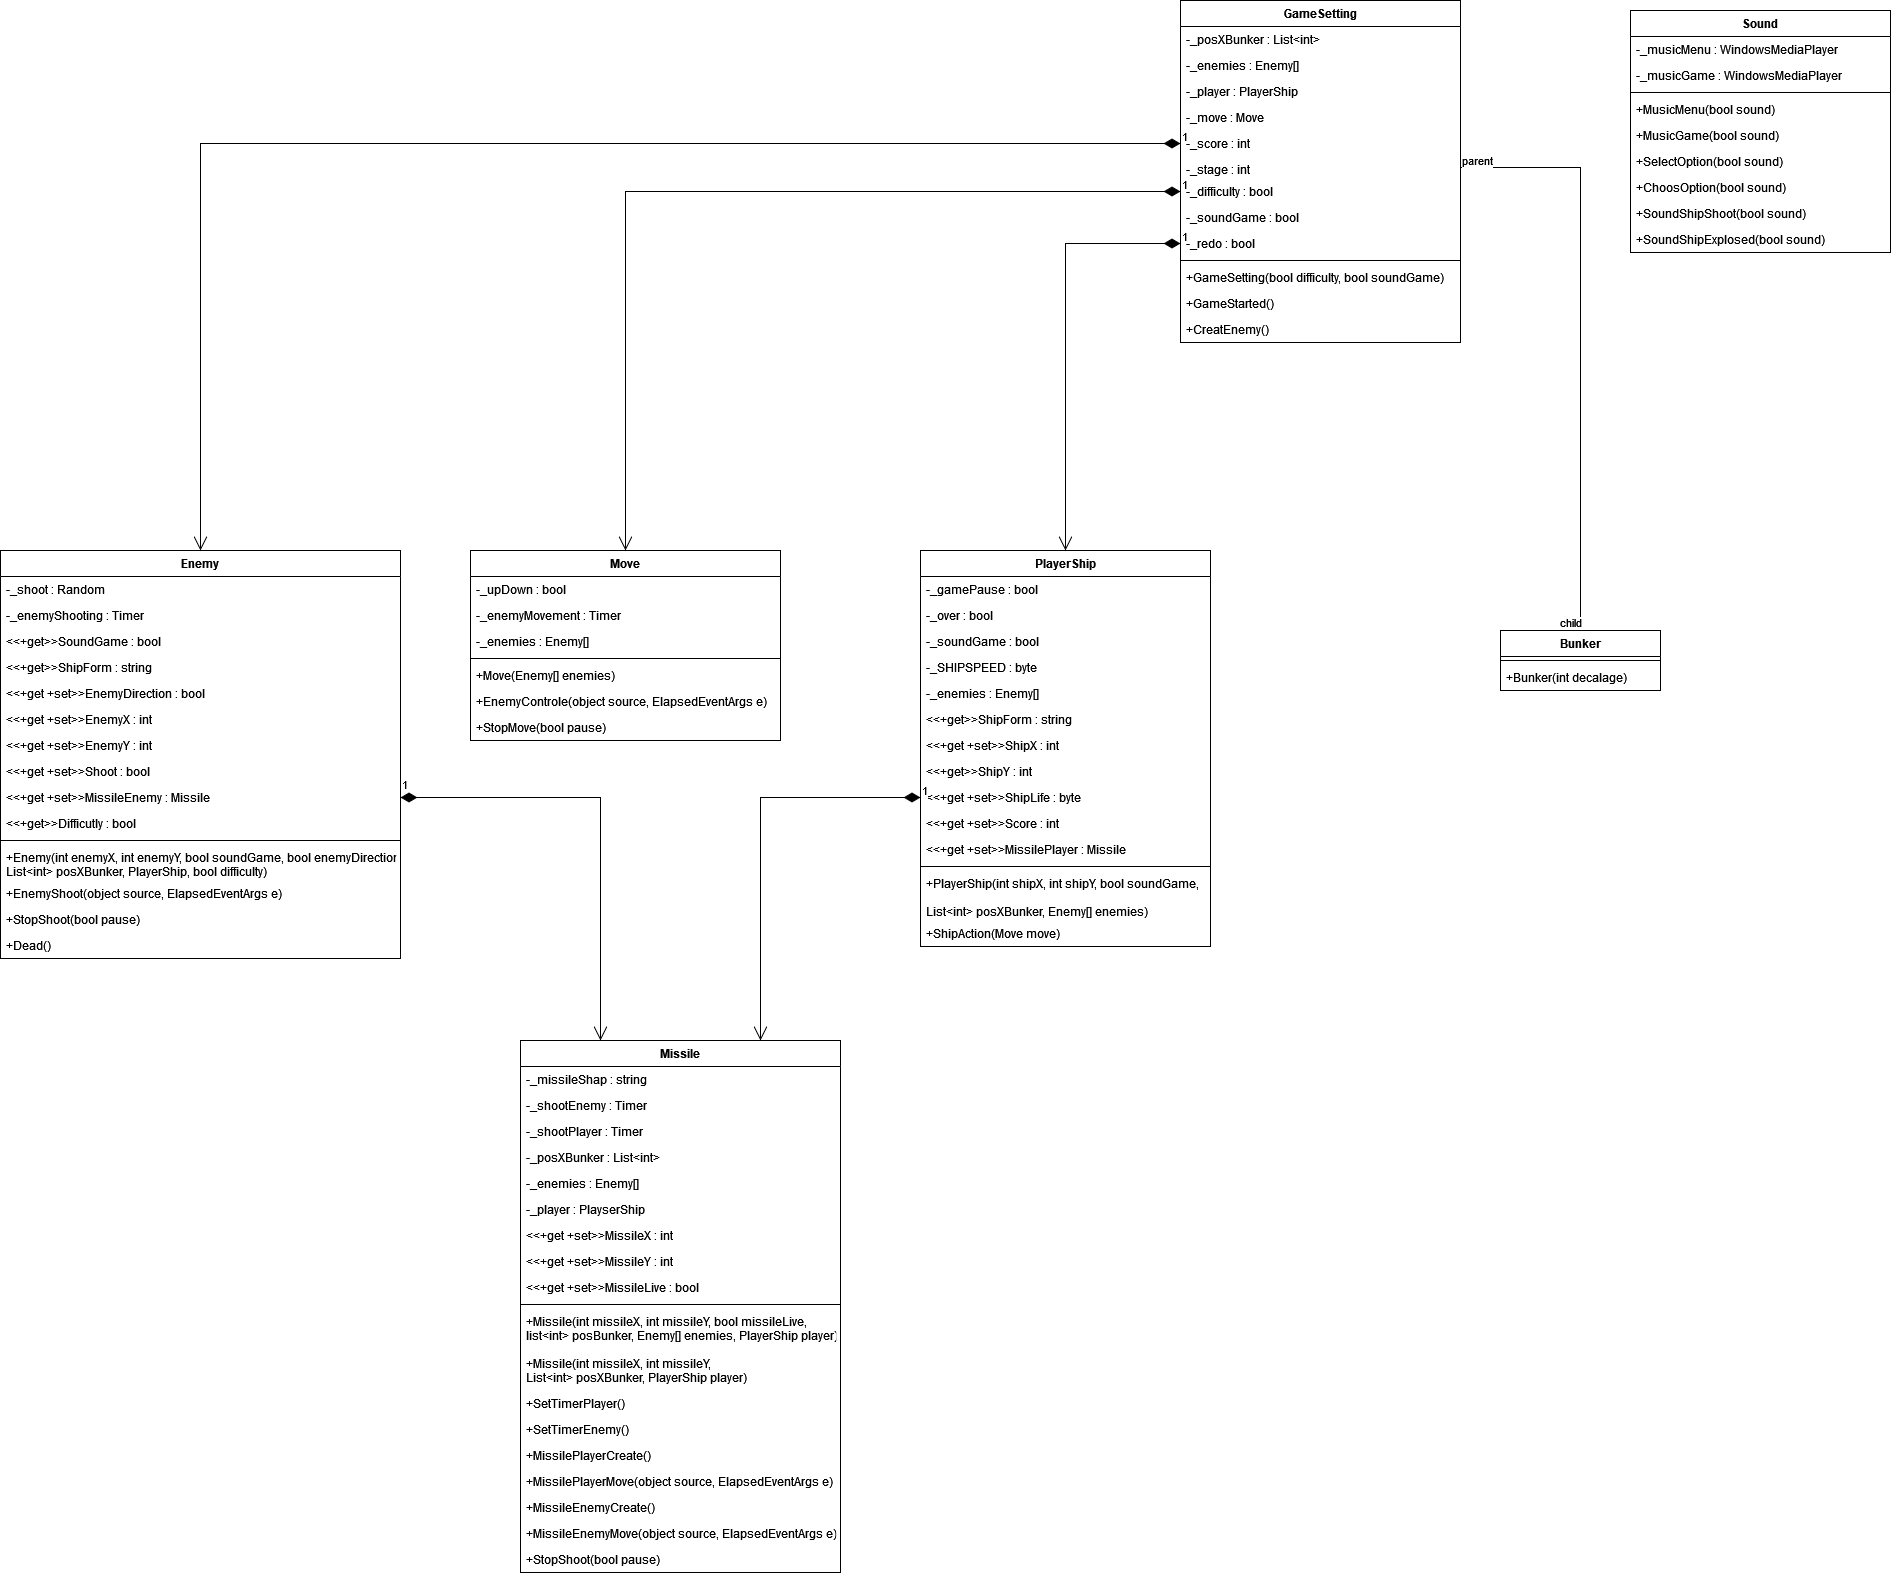 GameSetting
-_posXBunker : List<int>
-_enemies : Enemy[]
-_player : PlayerShip
-_move : Move
1
-_score : int
-_stage : int
1
-_difficulty : bool
-_soundGame : bool
1
-_redo : bool
+GameSetting(bool difficulty, bool soundGame)
+GameStarted()
+CreatEnemy()
parent
Sound
-_musicMenu : WindowsMediaPlayer
-_musicGame : WindowsMediaPlayer
+MusicMenu(bool sound)
+MusicGame(bool sound)
+SelectOption(bool sound)
+ChoosOption(bool sound)
+SoundShipShoot(bool sound)
+SoundShipExplosed(bool sound)
Enemy
-_shoot : Random
-_enemyShooting : Timer
<<+get>>SoundGame : bool
<<+get>>ShipForm : string
<<+get +set>>EnemyDirection : bool
<<+get +set>>EnemyX : int
<<+get +set>>EnemyY : int
<<+get +set>>Shoot : bool
<<+get +set>>MissileEnemy : Missile
<<+get>>Difficutly : bool
+Enemy(int enemyX, int enemyY, bool soundGame, bool enemyDirection
List<int> posXBunker, PlayerShip, bool difficulty)
+EnemyShoot(object source, ElapsedEventArgs e)
+StopShoot(bool pause)
+Dead()
1
Move
-_upDown : bool
-_enemyMovement : Timer
-_enemies : Enemy[]
+Move(Enemy[] enemies)
+EnemyControle(object source, ElapsedEventArgs e)
+StopMove(bool pause)
PlayerShip
-_gamePause : bool
-_over : bool
-_soundGame : bool
-_SHIPSPEED : byte
-_enemies : Enemy[]
<<+get>>ShipForm : string
<<+get +set>>ShipX : int
<<+get>>ShipY : int
1
<<+get +set>>ShipLife : byte
<<+get +set>>Score : int
<<+get +set>>MissilePlayer : Missile
+PlayerShip(int shipX, int shipY, bool soundGame,
List<int> posXBunker, Enemy[] enemies)
+ShipAction(Move move)
child
Bunker
+Bunker(int decalage)
Missile
-_missileShap : string
-_shootEnemy : Timer
-_shootPlayer : Timer
-_posXBunker : List<int>
-_enemies : Enemy[]
-_player : PlayserShip
<<+get +set>>MissileX : int
<<+get +set>>MissileY : int
<<+get +set>>MissileLive : bool
+Missile(int missileX, int missileY, bool missileLive,
list<int> posBunker, Enemy[] enemies, PlayerShip player)
+Missile(int missileX, int missileY,
List<int> posXBunker, PlayerShip player)
+SetTimerPlayer()
+SetTimerEnemy()
+MissilePlayerCreate()
+MissilePlayerMove(object source, ElapsedEventArgs e)
+MissileEnemyCreate()
+MissileEnemyMove(object source, ElapsedEventArgs e)
+StopShoot(bool pause)